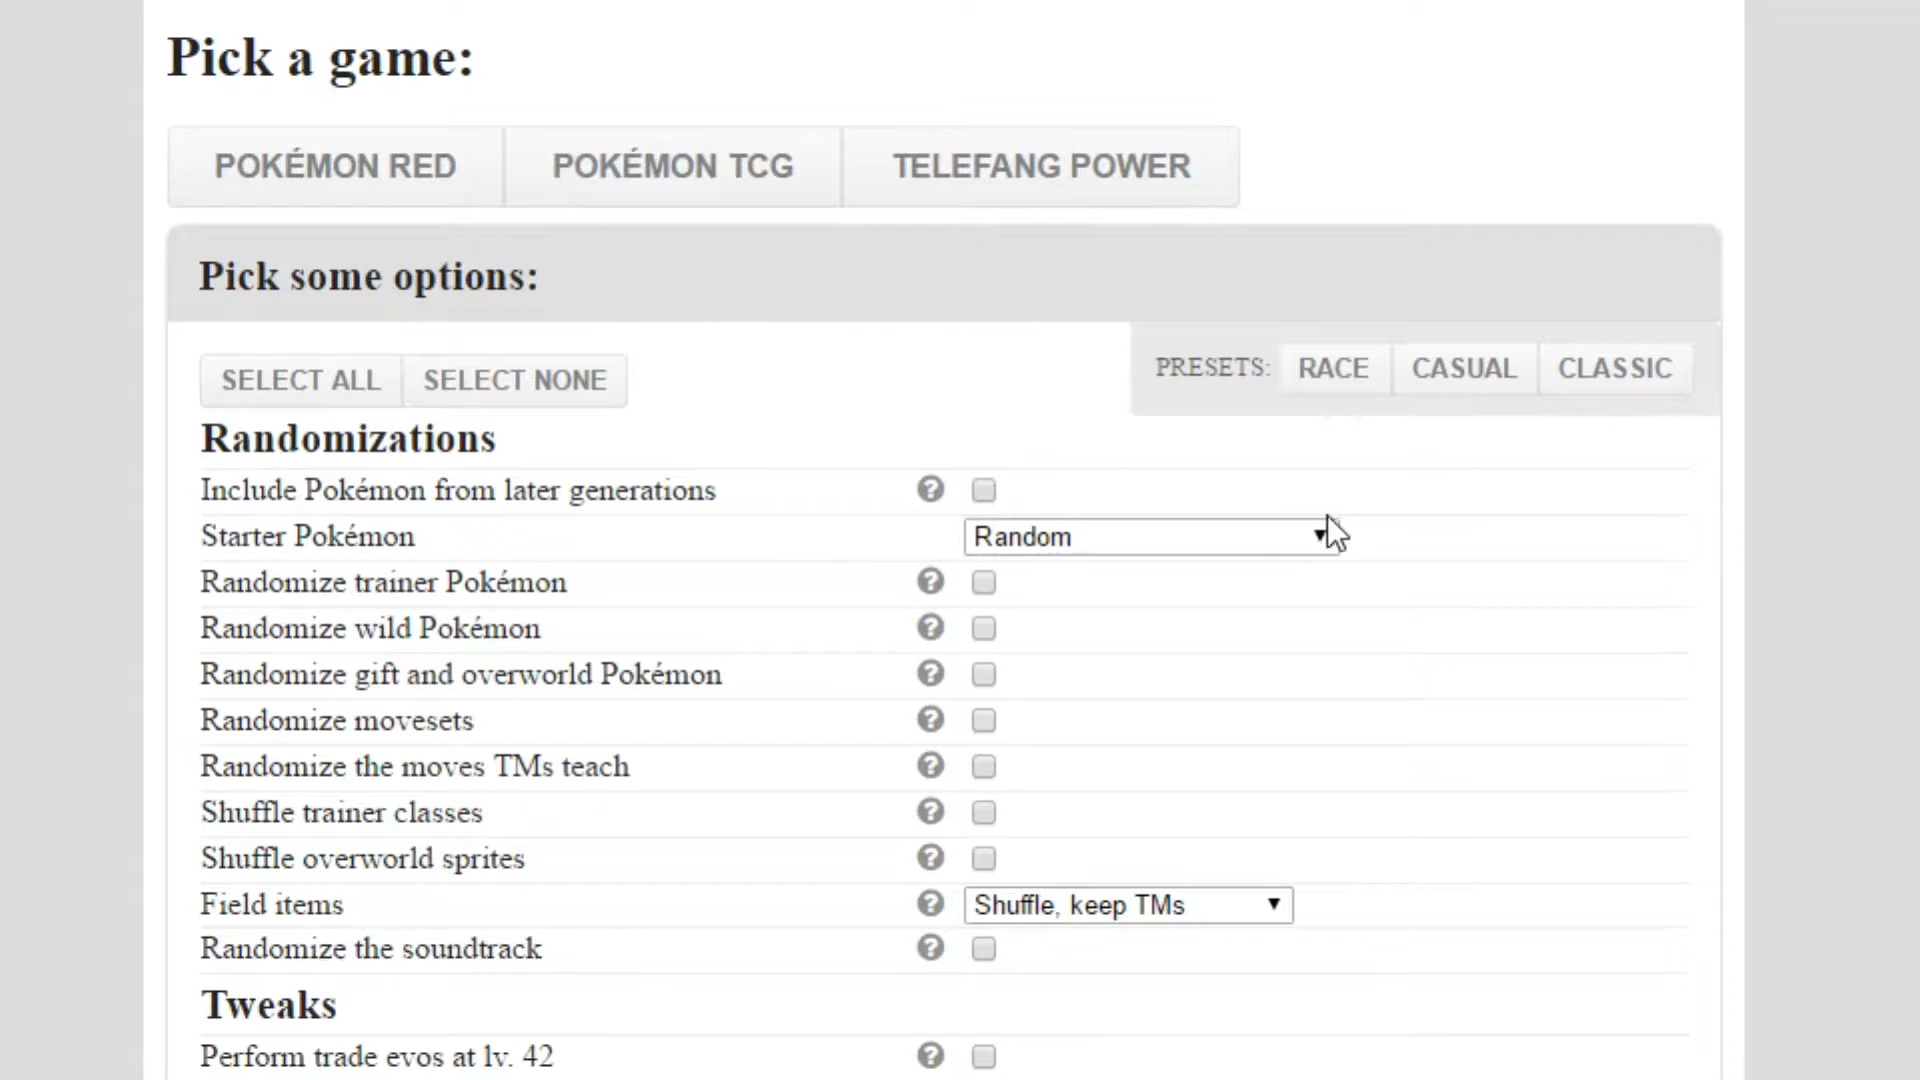 Pick a game:
POKÉMON RED POKÉMON TCG TELEFANG POWER
Pick some options:
SELECT ALL SELECT NONE PRESETS: RACE CASUAL CLASSIC
Randomizations
Include Pokémon from later generations ?
Starter Pokémon Random
Randomize trainer Pokémon ?
Randomize wild Pokémon ?
Randomize gift and overworld Pokémon ?
Randomize movesets ?
Randomize the moves TMs teach ?
Shuffle trainer classes ?
Shuffle overworld sprites ?
Field items ? Shuffle, keep TMs
Randomize the soundtrack ?
Tweaks
Perform trade evos at lv. 42 ?